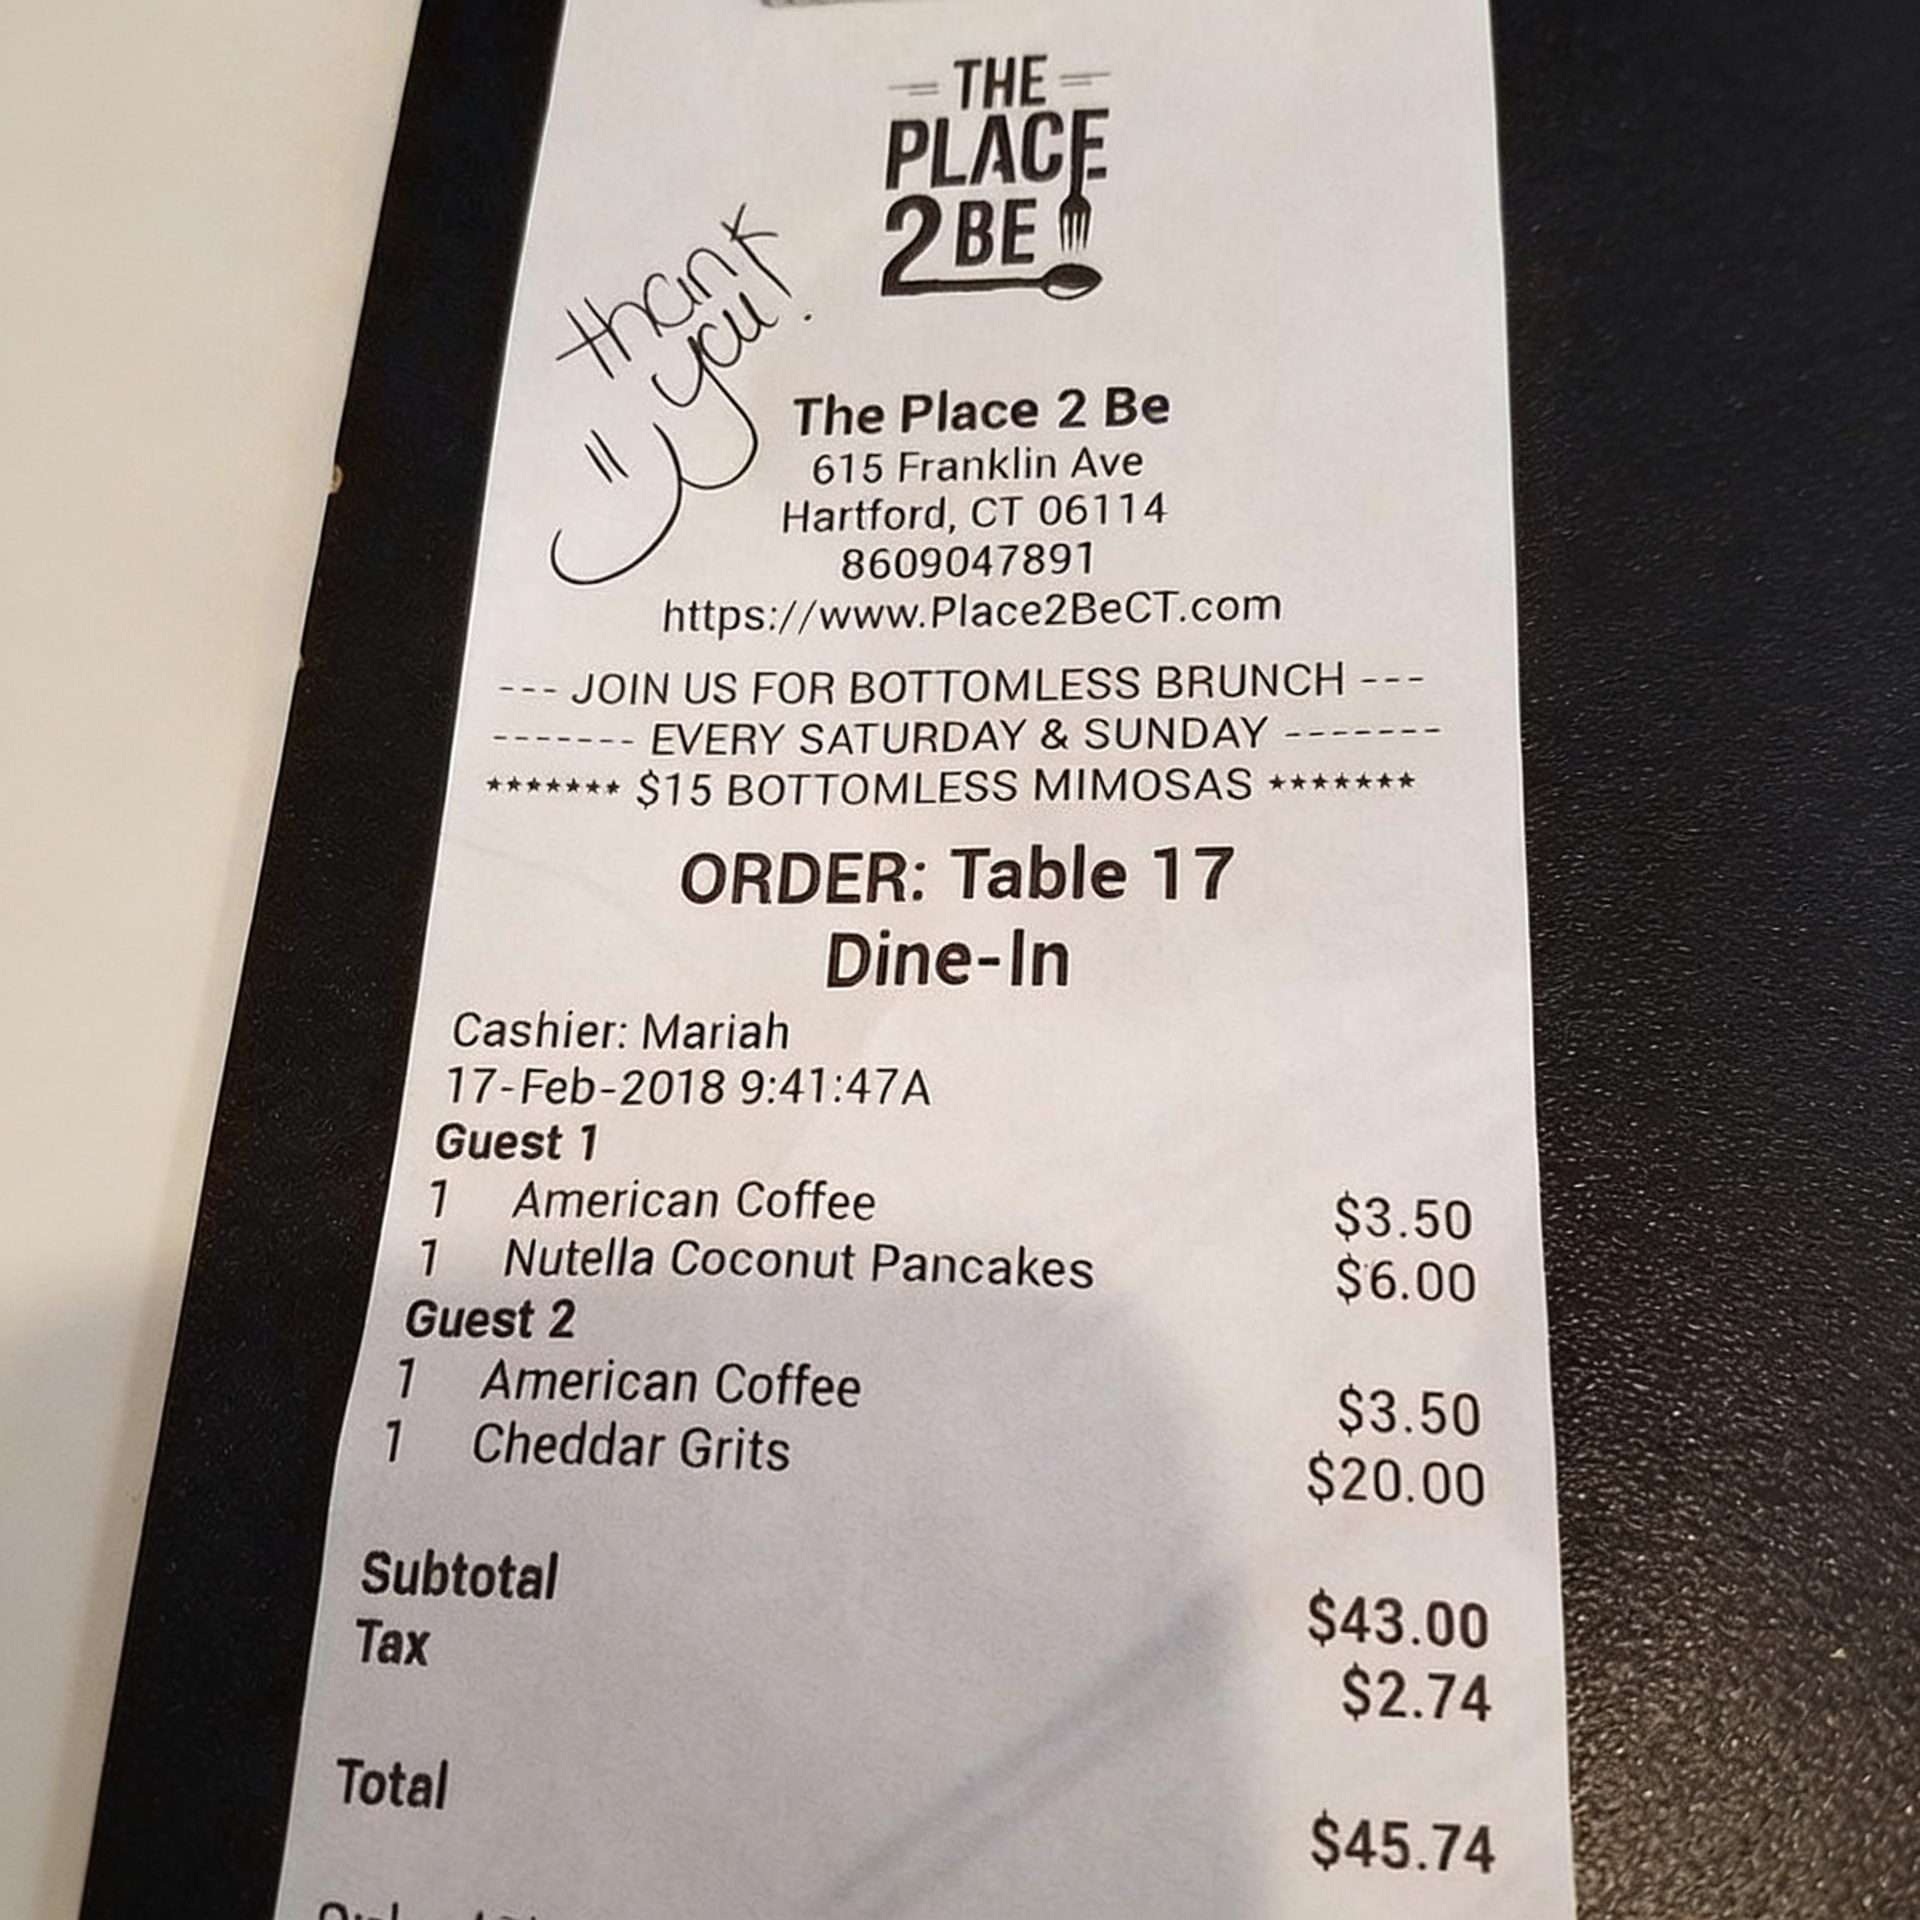 THE
PLACE
2 BE
thank
you!
The Place 2 Be
615 Franklin Ave
Hartford, CT 06114
8609047891
https://www.Place2BeCT.com
--- JOIN US FOR BOTTOMLESS BRUNCH ---
------- EVERY SATURDAY & SUNDAY -------
******* $15 BOTTOMLESS MIMOSAS *******
ORDER: Table 17
Dine-In
Cashier: Mariah
17-Feb-2018 9:41:47A
Guest 1
1 American Coffee $3.50
1 Nutella Coconut Pancakes $6.00
Guest 2
1 American Coffee $3.50
1 Cheddar Grits $20.00
Subtotal $43.00
Tax $2.74
Total $45.74